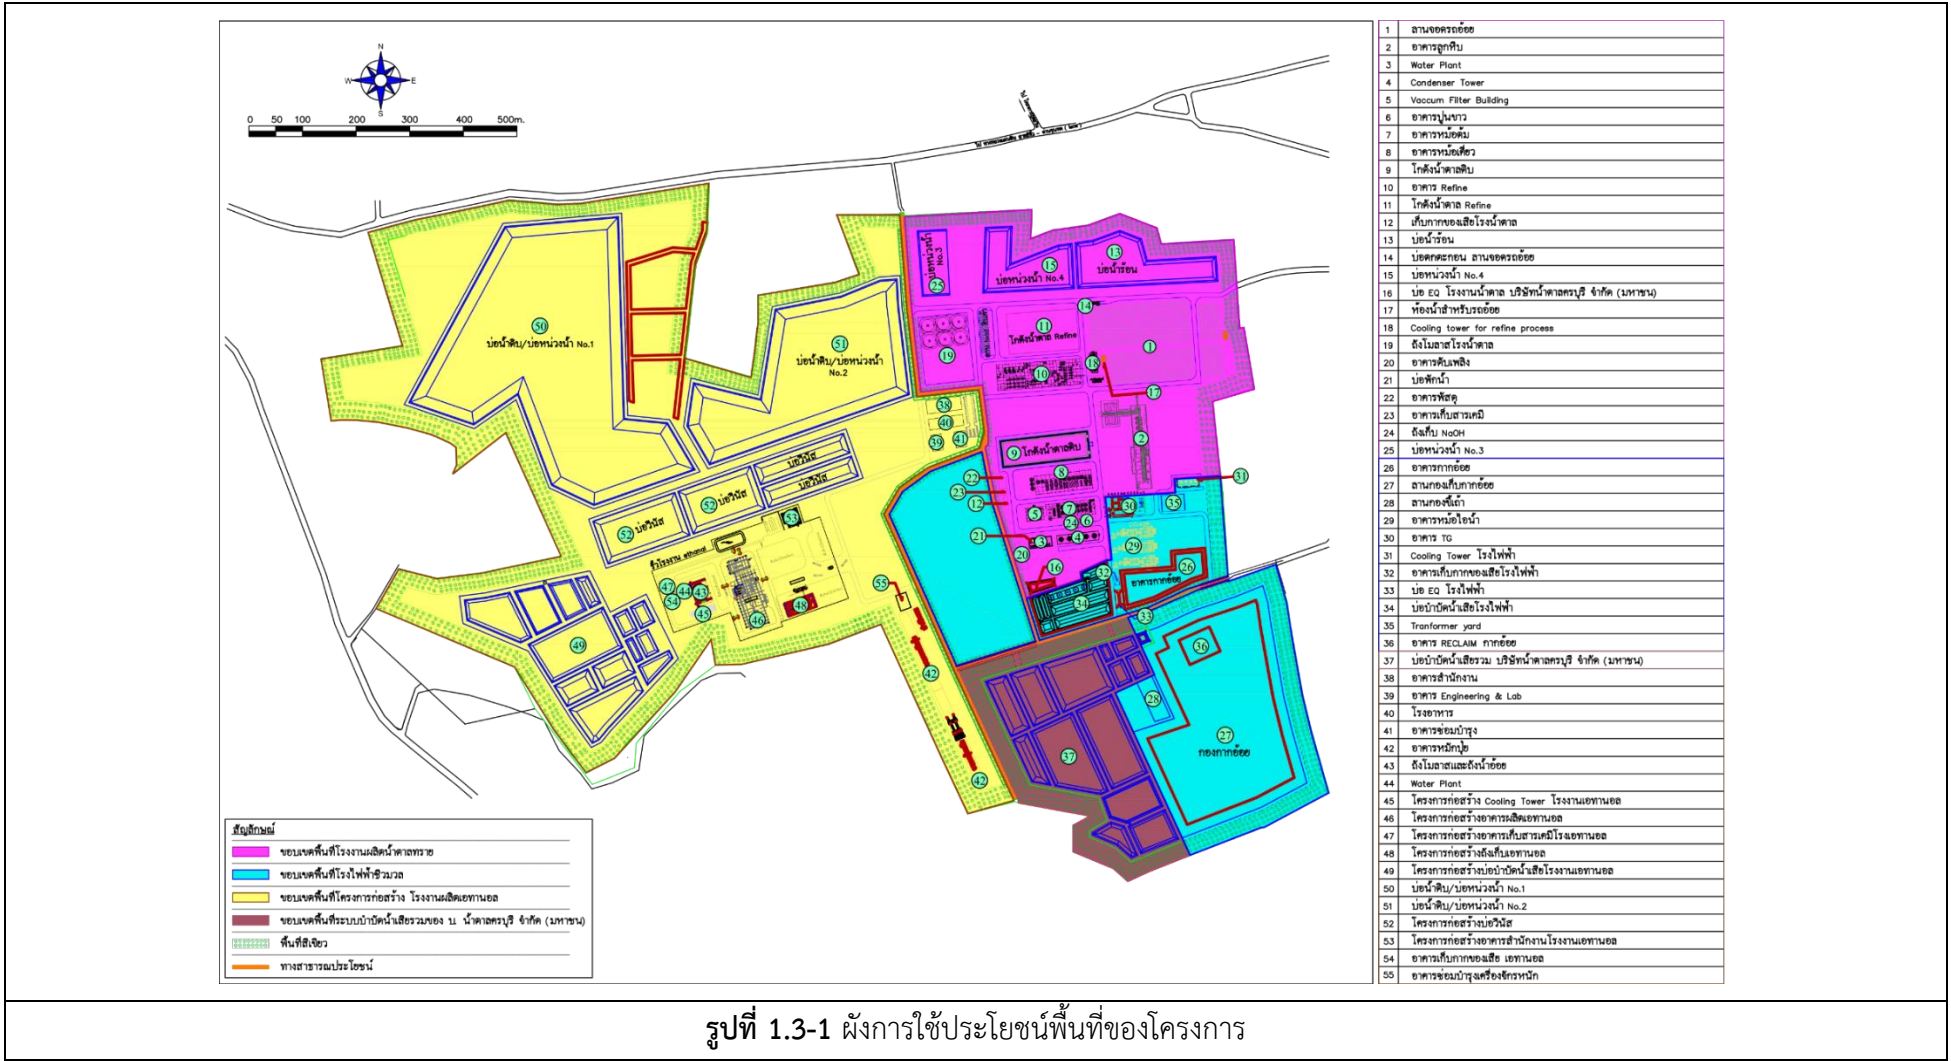 N
W
E
S
0 50 100 200 300 400 500m.
บ่อน้ำดิบ/บ่อหน่วงน้ำ No.1
บ่อน้ำดิบ/บ่อหน่วงน้ำ
No.2
บ่อหน่วงน้ำ
No.3
บ่อหน่วงน้ำ No.4
บ่อน้ำร้อน
โกดังน้ำตาล Refine
โกดังน้ำตาลดิบ
บ่อวีนัส
บ่อวีนัส
บ่อวีนัส
บ่อวีนัส
รั้วโรงงาน ethanol
อาคารกากอ้อย
กองกากอ้อย
สัญลักษณ์
ขอบเขตพื้นที่โรงงานผลิตน้ำตาลทราย
ขอบเขตพื้นที่โรงไฟฟ้าชีวมวล
ขอบเขตพื้นที่โครงการก่อสร้าง โรงงานผลิตเอทานอล
ขอบเขตพื้นที่ระบบบำบัดน้ำเสียรวมของ บ. น้ำตาลครบุรี จำกัด (มหาชน)
พื้นที่สีเขียว
ทางสาธารณประโยชน์
1 ลานจอดรถอ้อย
2 อาคารลูกหีบ
3 Water Plant
4 Condenser Tower
5 Vaccum Filter Building
6 อาคารปูนขาว
7 อาคารหม้อต้ม
8 อาคารหม้อเคี่ยว
9 โกดังน้ำตาลดิบ
10 อาคาร Refine
11 โกดังน้ำตาล Refine
12 เก็บกากของเสียโรงน้ำตาล
13 บ่อน้ำร้อน
14 บ่อตกตะกอน ลานจอดรถอ้อย
15 บ่อหน่วงน้ำ No.4
16 บ่อ EQ โรงงานน้ำตาล บริษัทน้ำตาลครบุรี จำกัด (มหาชน)
17 ห้องน้ำสำหรับรถอ้อย
18 Cooling tower for refine process
19 ถังโมลาสโรงน้ำตาล
20 อาคารดับเพลิง
21 บ่อพักน้ำ
22 อาคารพัสดุ
23 อาคารเก็บสารเคมี
24 ถังเก็บ NaOH
25 บ่อหน่วงน้ำ No.3
26 อาคารกากอ้อย
27 ลานกองเก็บกากอ้อย
28 ลานกองขี้เถ้า
29 อาคารหม้อไอน้ำ
30 อาคาร TG
31 Cooling Tower โรงไฟฟ้า
32 อาคารเก็บกากของเสียโรงไฟฟ้า
33 บ่อ EQ โรงไฟฟ้า
34 บ่อบำบัดน้ำเสียโรงไฟฟ้า
35 Tranformer yard
36 อาคาร RECLAIM กากอ้อย
37 บ่อบำบัดน้ำเสียรวม บริษัทน้ำตาลครบุรี จำกัด (มหาชน)
38 อาคารสำนักงาน
39 อาคาร Engineering & Lab
40 โรงอาหาร
41 อาคารซ่อมบำรุง
42 อาคารหมักปุ๋ย
43 ถังโมลาสและถังน้ำอ้อย
44 Water Plant
45 โครงการก่อสร้าง Cooling Tower โรงงานเอทานอล
46 โครงการก่อสร้างอาคารผลิตเอทานอล
47 โครงการก่อสร้างอาคารเก็บสารเคมีโรงเอทานอล
48 โครงการก่อสร้างถังเก็บเอทานอล
49 โครงการก่อสร้างบ่อบำบัดน้ำเสียโรงงานเอทานอล
50 บ่อน้ำดิบ/บ่อหน่วงน้ำ No.1
51 บ่อน้ำดิบ/บ่อหน่วงน้ำ No.2
52 โครงการก่อสร้างบ่อวีนัส
53 โครงการก่อสร้างอาคารสำนักงานโรงงานเอทานอล
54 อาคารเก็บกากของเสีย เอทานอล
55 อาคารซ่อมบำรุงเครื่องจักรหนัก
รูปที่ 1.3-1 ผังการใช้ประโยชน์พื้นที่ของโครงการ